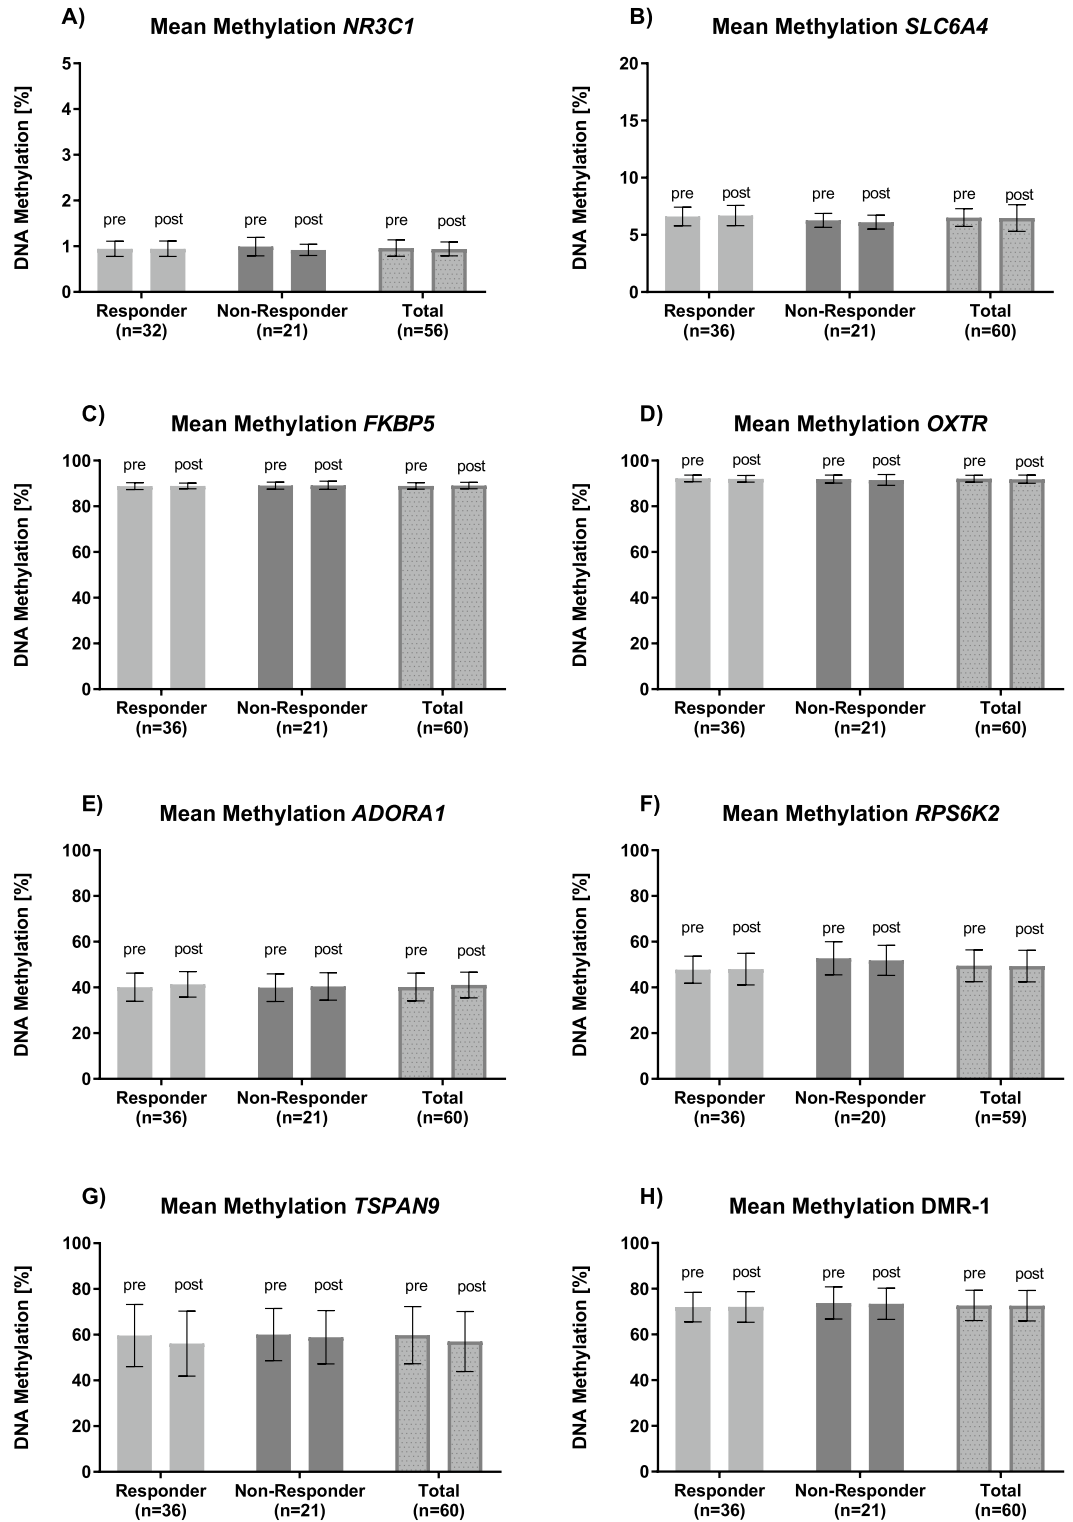 A)
Mean Methylation NR3C1
DNA Methylation [%]
5
4
3
2
1
0
pre
post
pre
post
pre
post
Responder
(n=32)
Non-Responder
(n=21)
Total
(n=56)
B)
Mean Methylation SLC6A4
DNA Methylation [%]
20
15
10
5
0
pre
post
pre
post
pre
post
Responder
(n=36)
Non-Responder
(n=21)
Total
(n=60)
C)
Mean Methylation FKBP5
DNA Methylation [%]
100
80
60
40
20
0
pre
post
pre
post
pre
post
Responder
(n=36)
Non-Responder
(n=21)
Total
(n=60)
D)
Mean Methylation OXTR
DNA Methylation [%]
100
80
60
40
20
0
pre
post
pre
post
pre
post
Responder
(n=36)
Non-Responder
(n=21)
Total
(n=60)
E)
Mean Methylation ADORA1
DNA Methylation [%]
100
80
60
40
20
0
pre
post
pre
post
pre
post
Responder
(n=36)
Non-Responder
(n=21)
Total
(n=60)
F)
Mean Methylation RPS6K2
DNA Methylation [%]
100
80
60
40
20
0
pre
post
pre
post
pre
post
Responder
(n=36)
Non-Responder
(n=20)
Total
(n=59)
G)
Mean Methylation TSPAN9
DNA Methylation [%]
100
80
60
40
20
0
pre
post
pre
post
pre
post
Responder
(n=36)
Non-Responder
(n=21)
Total
(n=60)
H)
Mean Methylation DMR-1
DNA Methylation [%]
100
80
60
40
20
0
pre
post
pre
post
pre
post
Responder
(n=36)
Non-Responder
(n=21)
Total
(n=60)